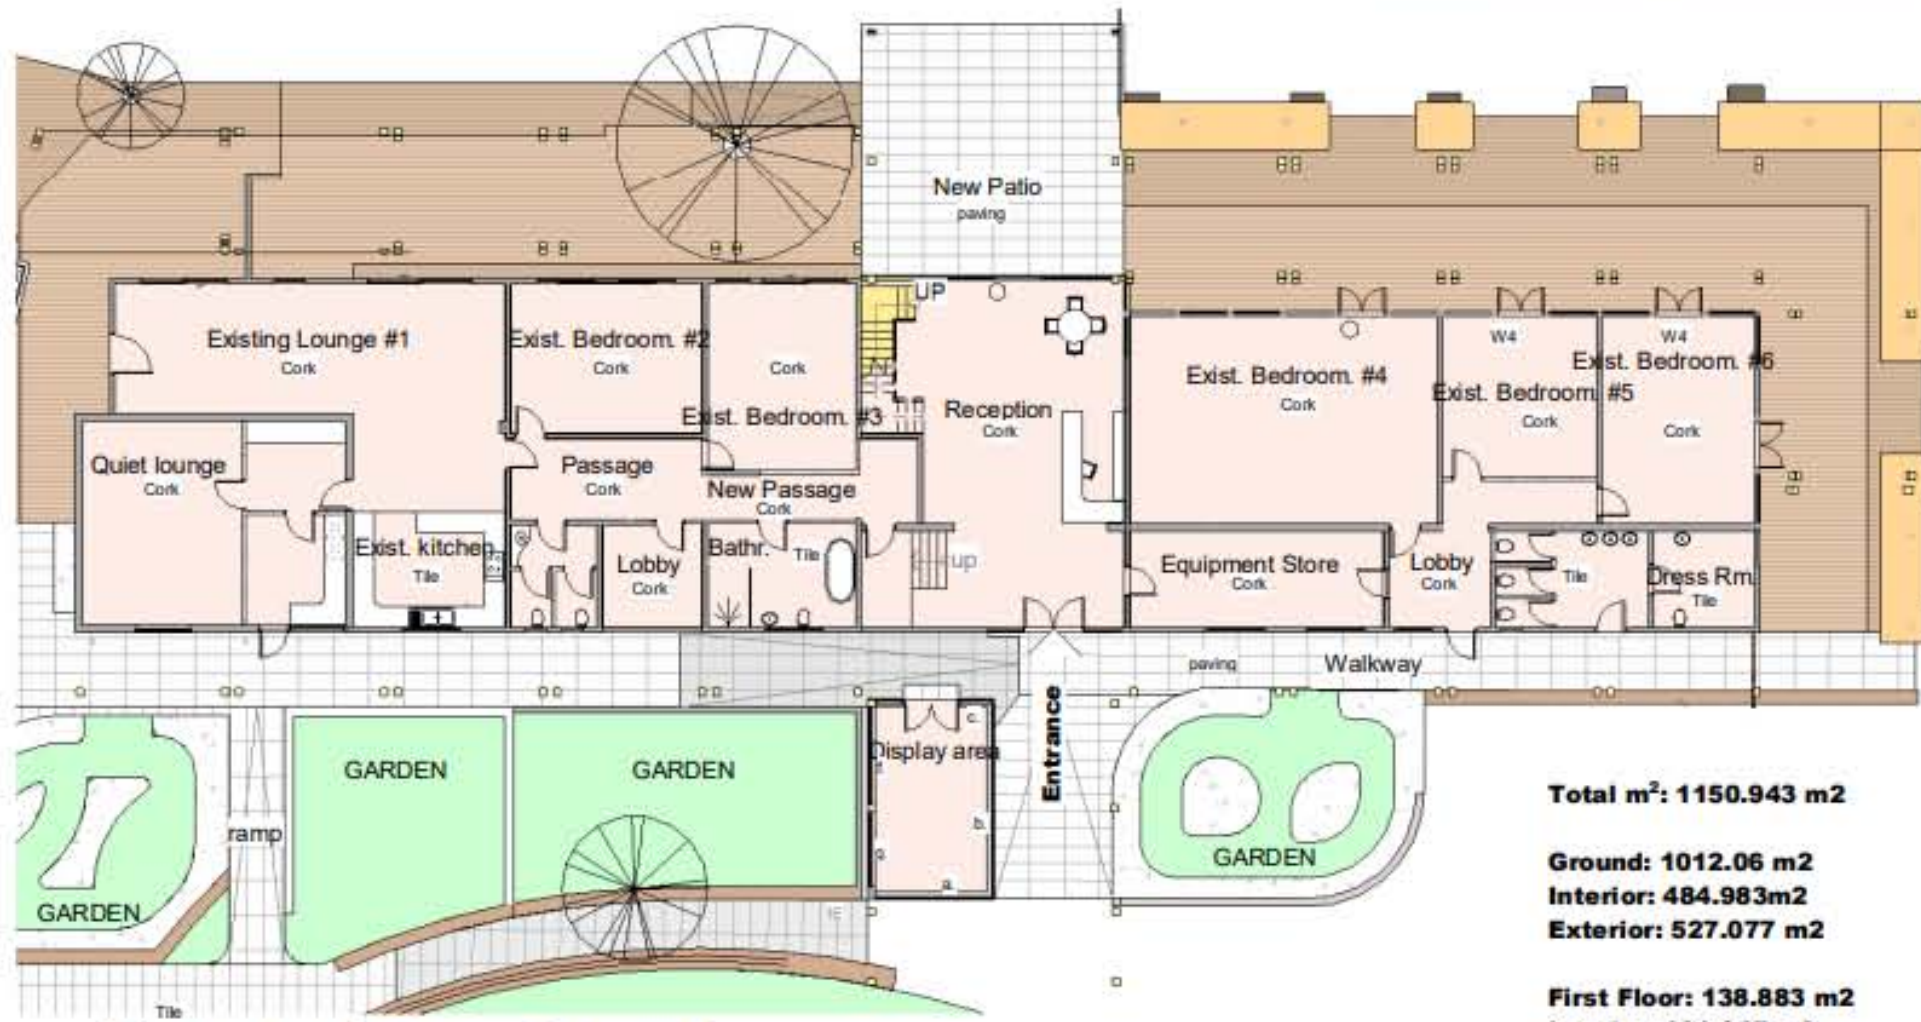 New Patio
paving
UP
Existing Lounge #1
Cork
Exist. Bedroom. #2
Cork
Cork
Exist. Bedroom. #3
Reception
Cork
Exist. Bedroom. #4
Cork
W4
Exist. Bedroom. #5
Cork
W4
Exist. Bedroom. #6
Cork
Quiet lounge
Cork
Passage
Cork
New Passage
Cork
Exist. kitchen
Tile
Lobby
Cork
Bathr.
Tile
up
Equipment Store
Cork
Lobby
Cork
Tile
Dress Rm.
Tile
paving
Walkway
Entrance
Display area
c
b
a
GARDEN
GARDEN
GARDEN
GARDEN
ramp
Tile
Total m²: 1150.943 m2
Ground: 1012.06 m2
Interior: 484.983m2
Exterior: 527.077 m2
First Floor: 138.883 m2